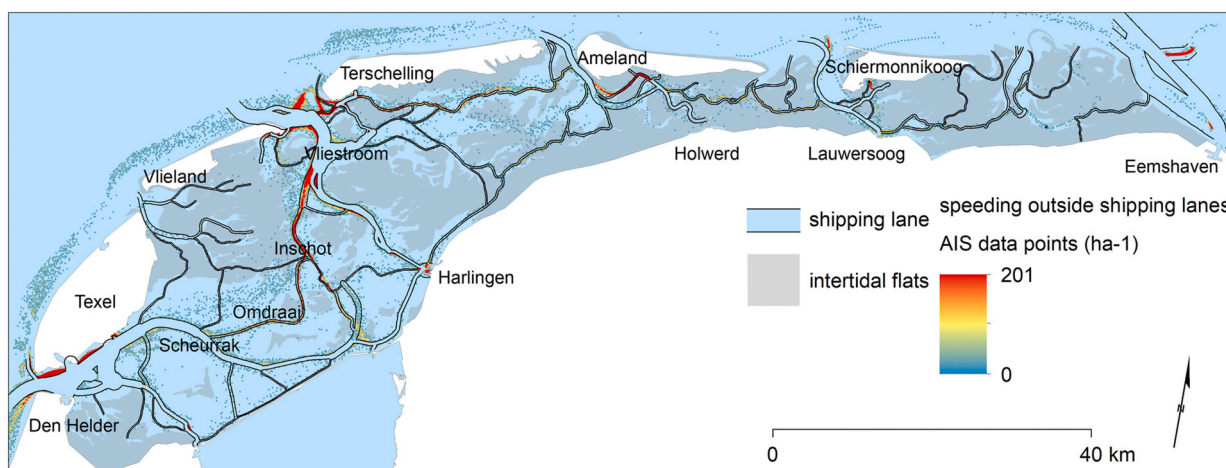 Ameland
Terschelling
Schiermonnikoog
Vliestroom
Holwerd
Lauwersoog
Eemshaven
Vlieland
shipping lane
speeding outside shipping lanes
AIS data points (ha-1)
Inschot
Harlingen
intertidal flats
201
Texel
Omdraai
Scheurrak
0
N
Den Helder
0
40 km